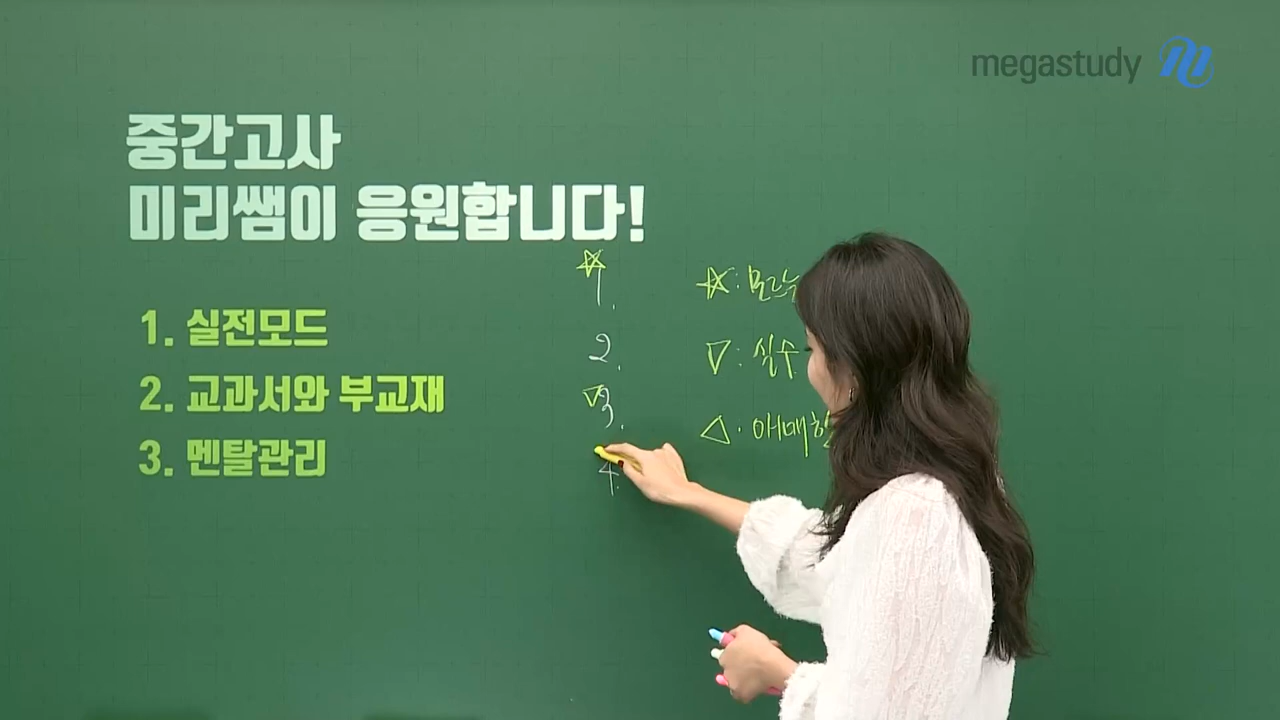 megastudy
중간고사
미리쌤이 응원합니다!
1. 실전모드
2. 교과서와 부교재
3. 멘탈관리
1.
2.
3.
4.
☆: 모르
▽: 실수
△: 애매한